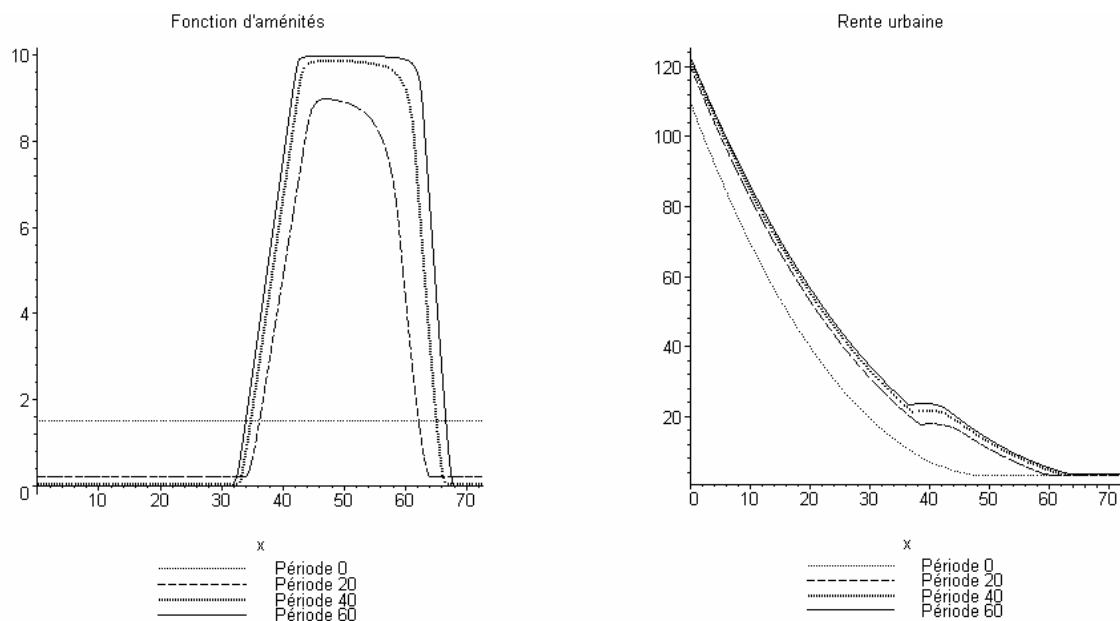 Fonction d'aménités
10
8
6
4
2
0
10 20 30 40 50 60 70
x
Période 0
Période 20
Période 40
Période 60
Rente urbaine
120
100
80
60
40
20
0 10 20 30 40 50 60 70
x
Période 0
Période 20
Période 40
Période 60